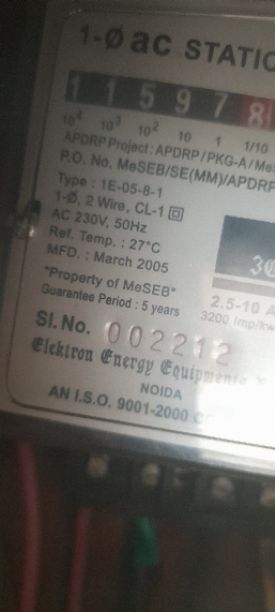 1-Ø ac STATIC
1 1 5 9 7 8
10⁴ 10³ 10² 10 1 1/10
APDRP Project: APDRP/PKG-A/Me
P.O. No. MeSEB/SE(MM)/APDRP
Type : 1E-05-8-1
1-Ø, 2 Wire, CL-1
AC 230V, 50Hz
Ref. Temp. : 27°C
MFD. : March 2005
"Property of MeSEB"
Guarantee Period : 5 years
2.5-10 A
3200 imp/kw
Sl. No. 002212
Elektron Energy Equipments
NOIDA
AN I.S.O. 9001-2000